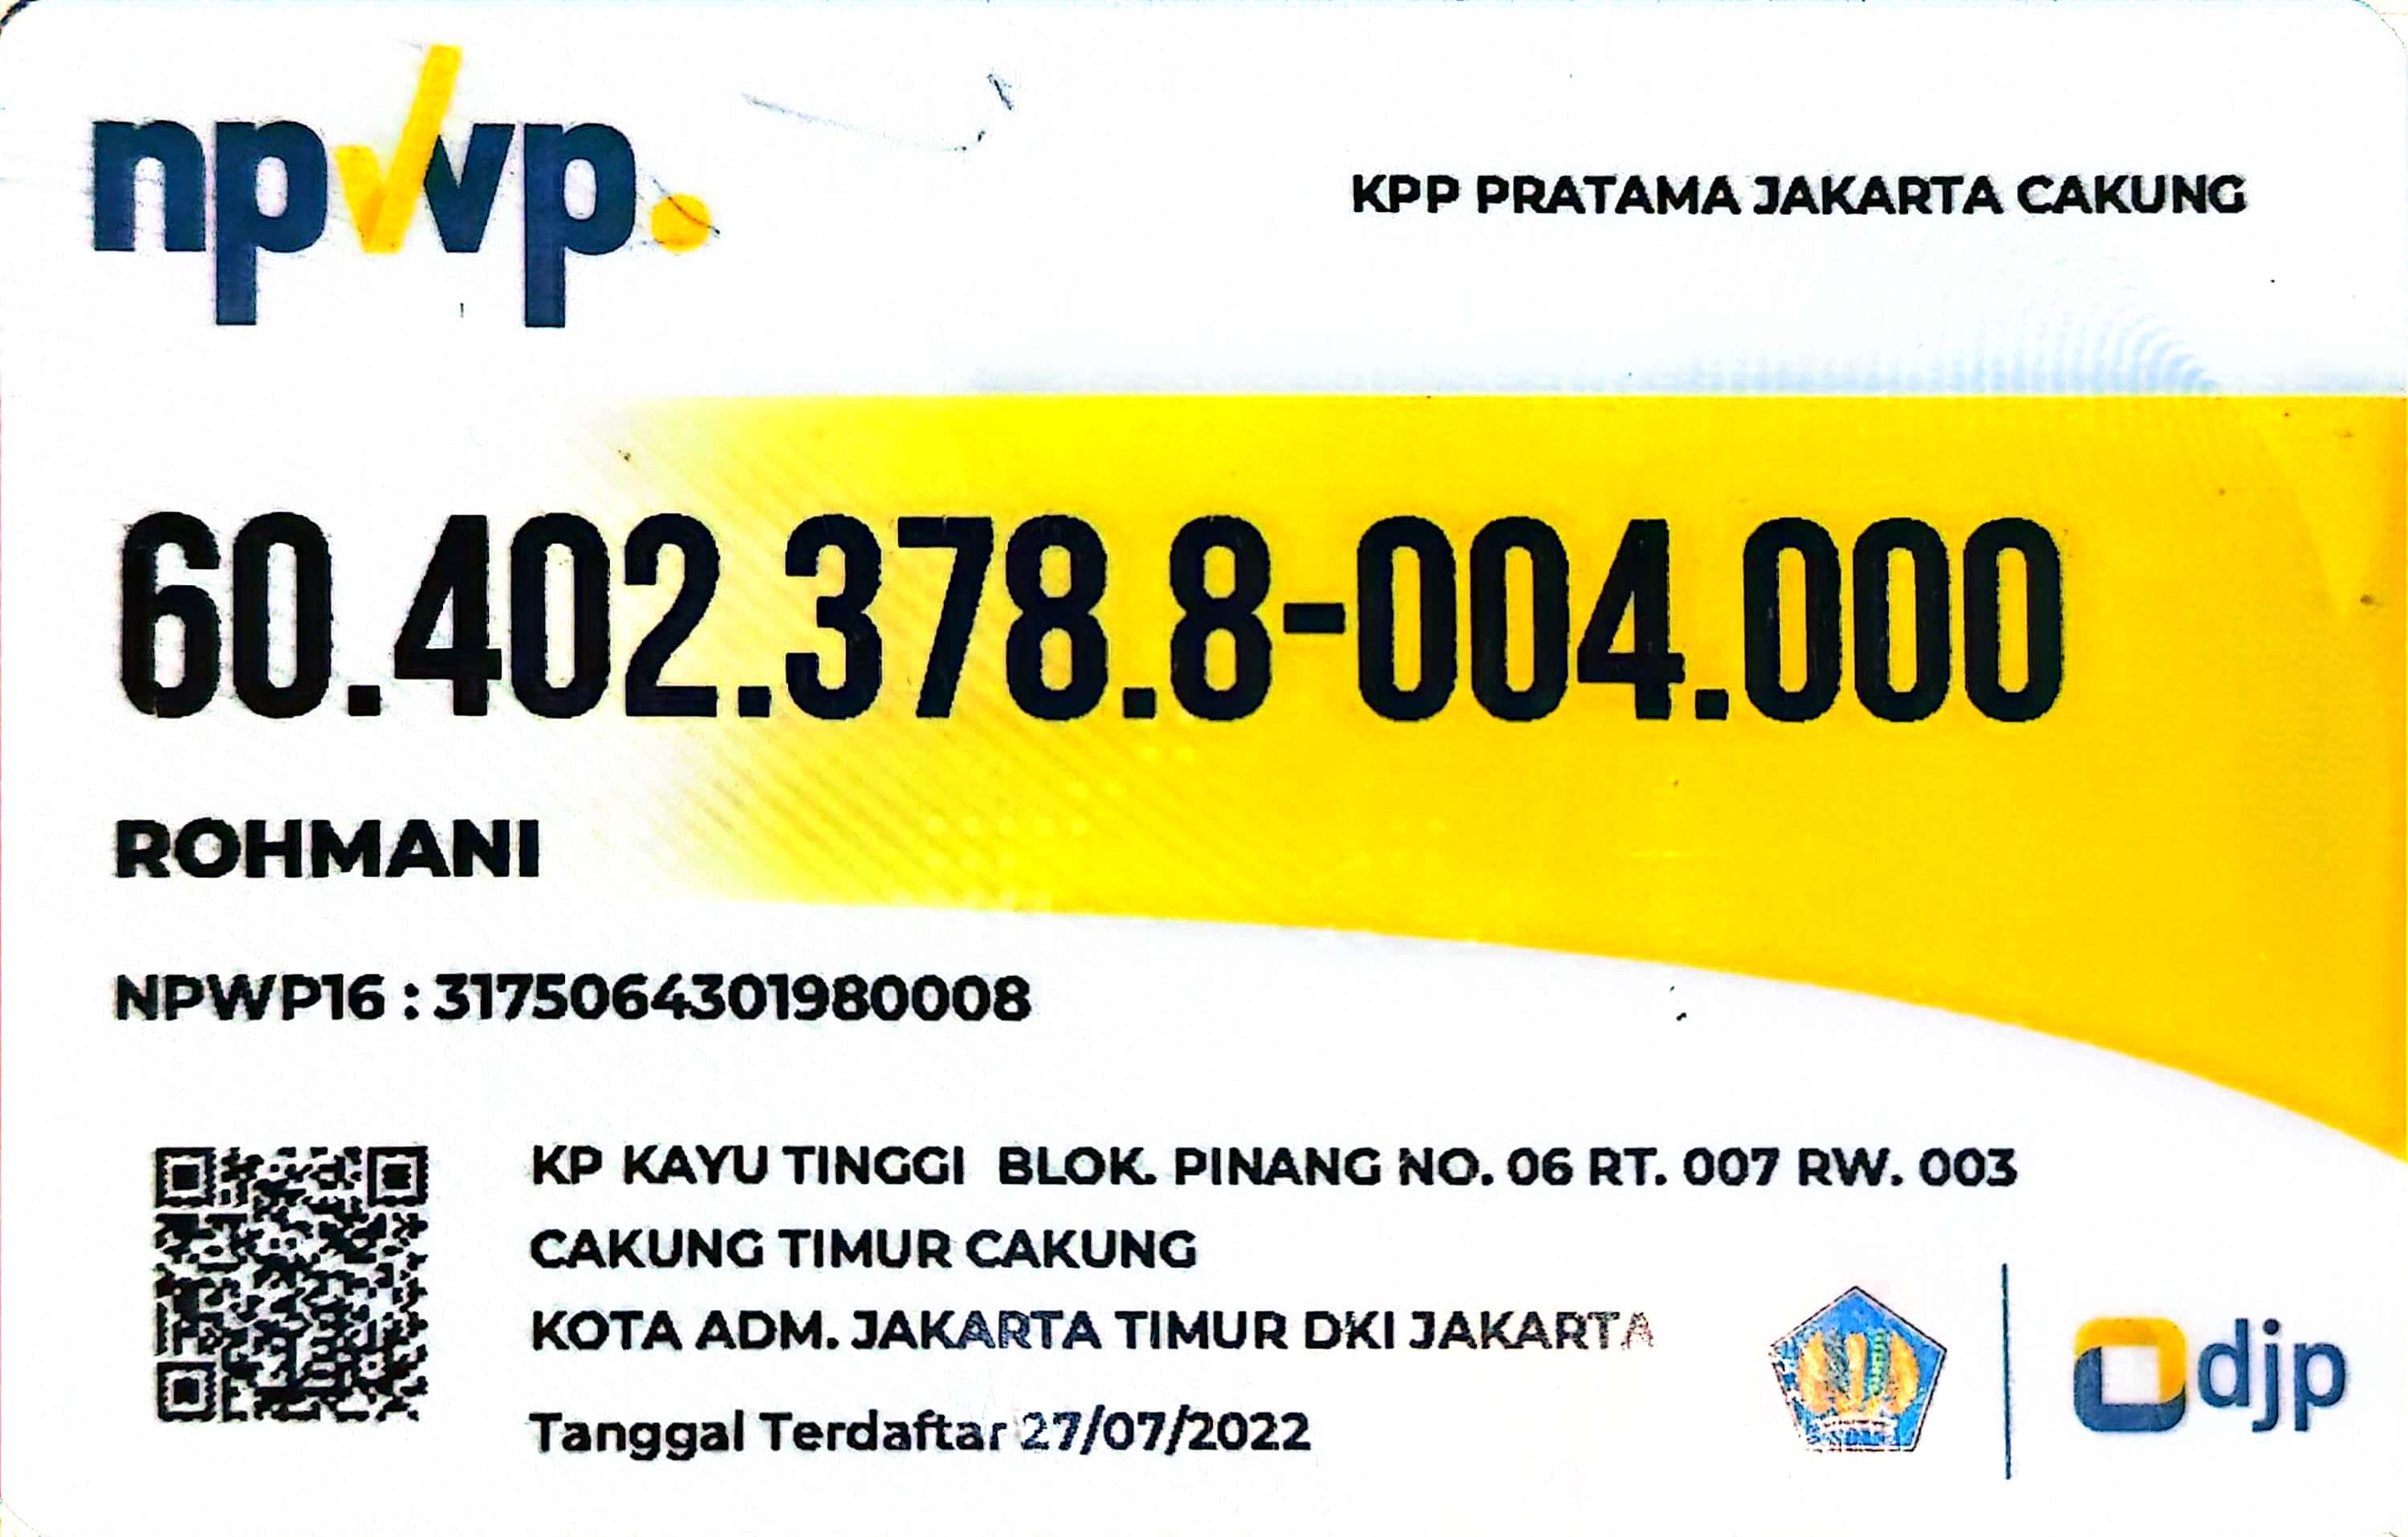 npwp.
KPP PRATAMA JAKARTA CAKUNG
60.402.378.8-004.000
ROHMANI
NPWP16 : 3175064301980008
KP KAYU TINGGI BLOK. PINANG NO. 06 RT. 007 RW. 003
CAKUNG TIMUR CAKUNG
KOTA ADM. JAKARTA TIMUR DKI JAKARTA
Tanggal Terdaftar 27/07/2022
djp